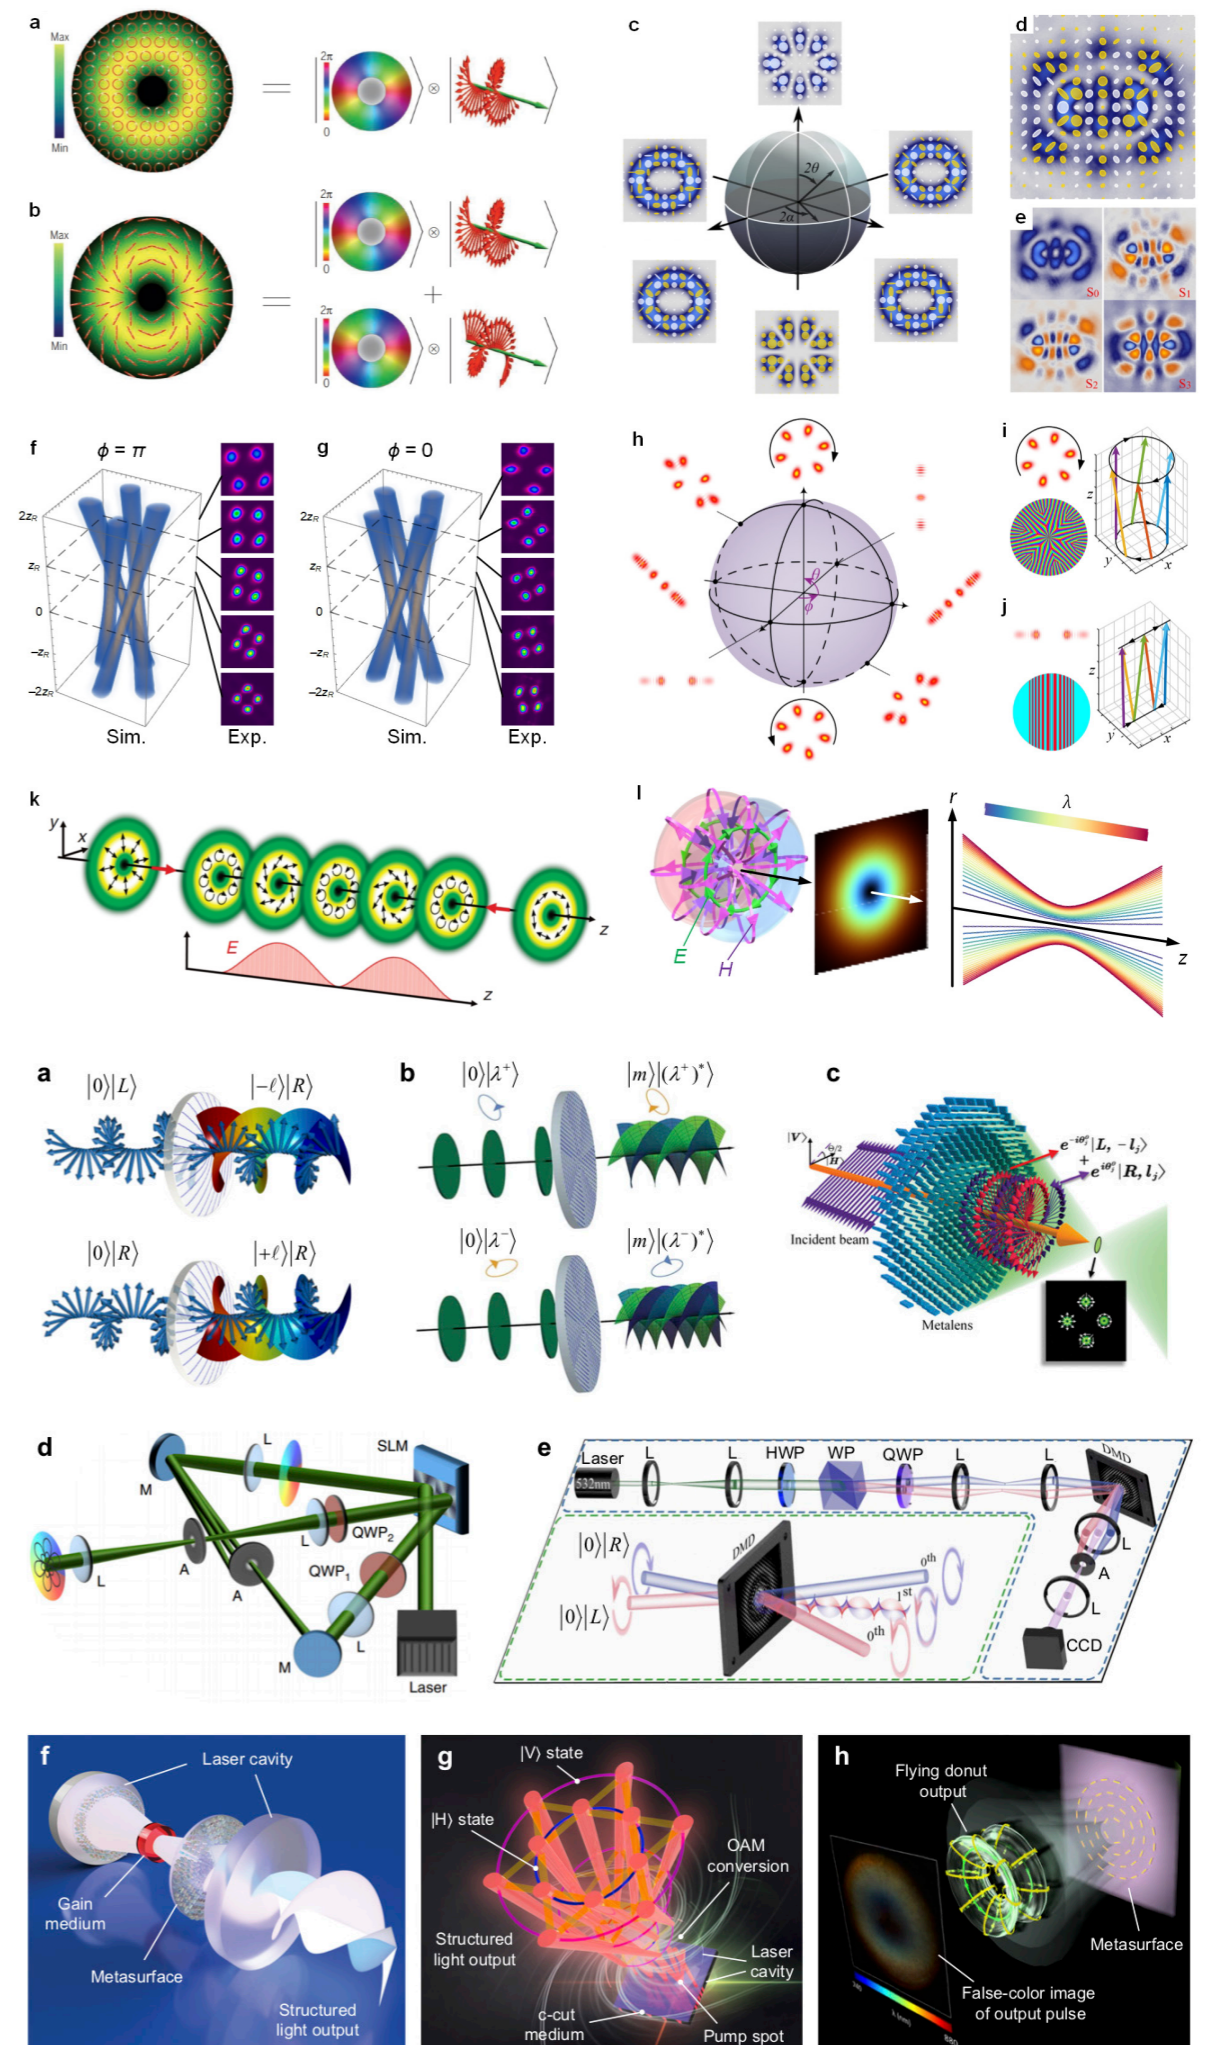 a
Max
Min
2π
0
⊗
b
Max
Min
2π
0
⊗
+
2π
0
⊗
c
2θ
2α
d
e
S0
S1
S2
S3
f
ϕ = π
2zR
zR
0
−zR
−2zR
Sim.
Exp.
g
ϕ = 0
2zR
zR
0
−zR
−2zR
Sim.
Exp.
h
θ
ϕ
i
z
y
x
j
z
y
x
k
y
x
z
E
z
l
E
H
r
λ
z
a
|0⟩|L⟩
|−ℓ⟩|R⟩
|0⟩|R⟩
|+ℓ⟩|R⟩
b
|0⟩|λ⁺⟩
|m⟩|(λ⁺)*⟩
|0⟩|λ⁻⟩
|m⟩|(λ⁻)*⟩
c
|V⟩
|H⟩
Incident beam
Metalens
+
d
M
L
SLM
QWP2
L
QWP1
A
A
L
L
M
Laser
e
Laser
532nm
L
L
HWP
WP
QWP
L
L
DMD
L
A
L
CCD
|0⟩|R⟩
|0⟩|L⟩
DMD
0th
1st
0th
f
Laser cavity
Gain
medium
Metasurface
Structured
light output
g
|V⟩ state
|H⟩ state
OAM
conversion
Structured
light output
Laser
cavity
c-cut
medium
Pump spot
h
Flying donut
output
Metasurface
False-color image
of output pulse
λ (nm)
880